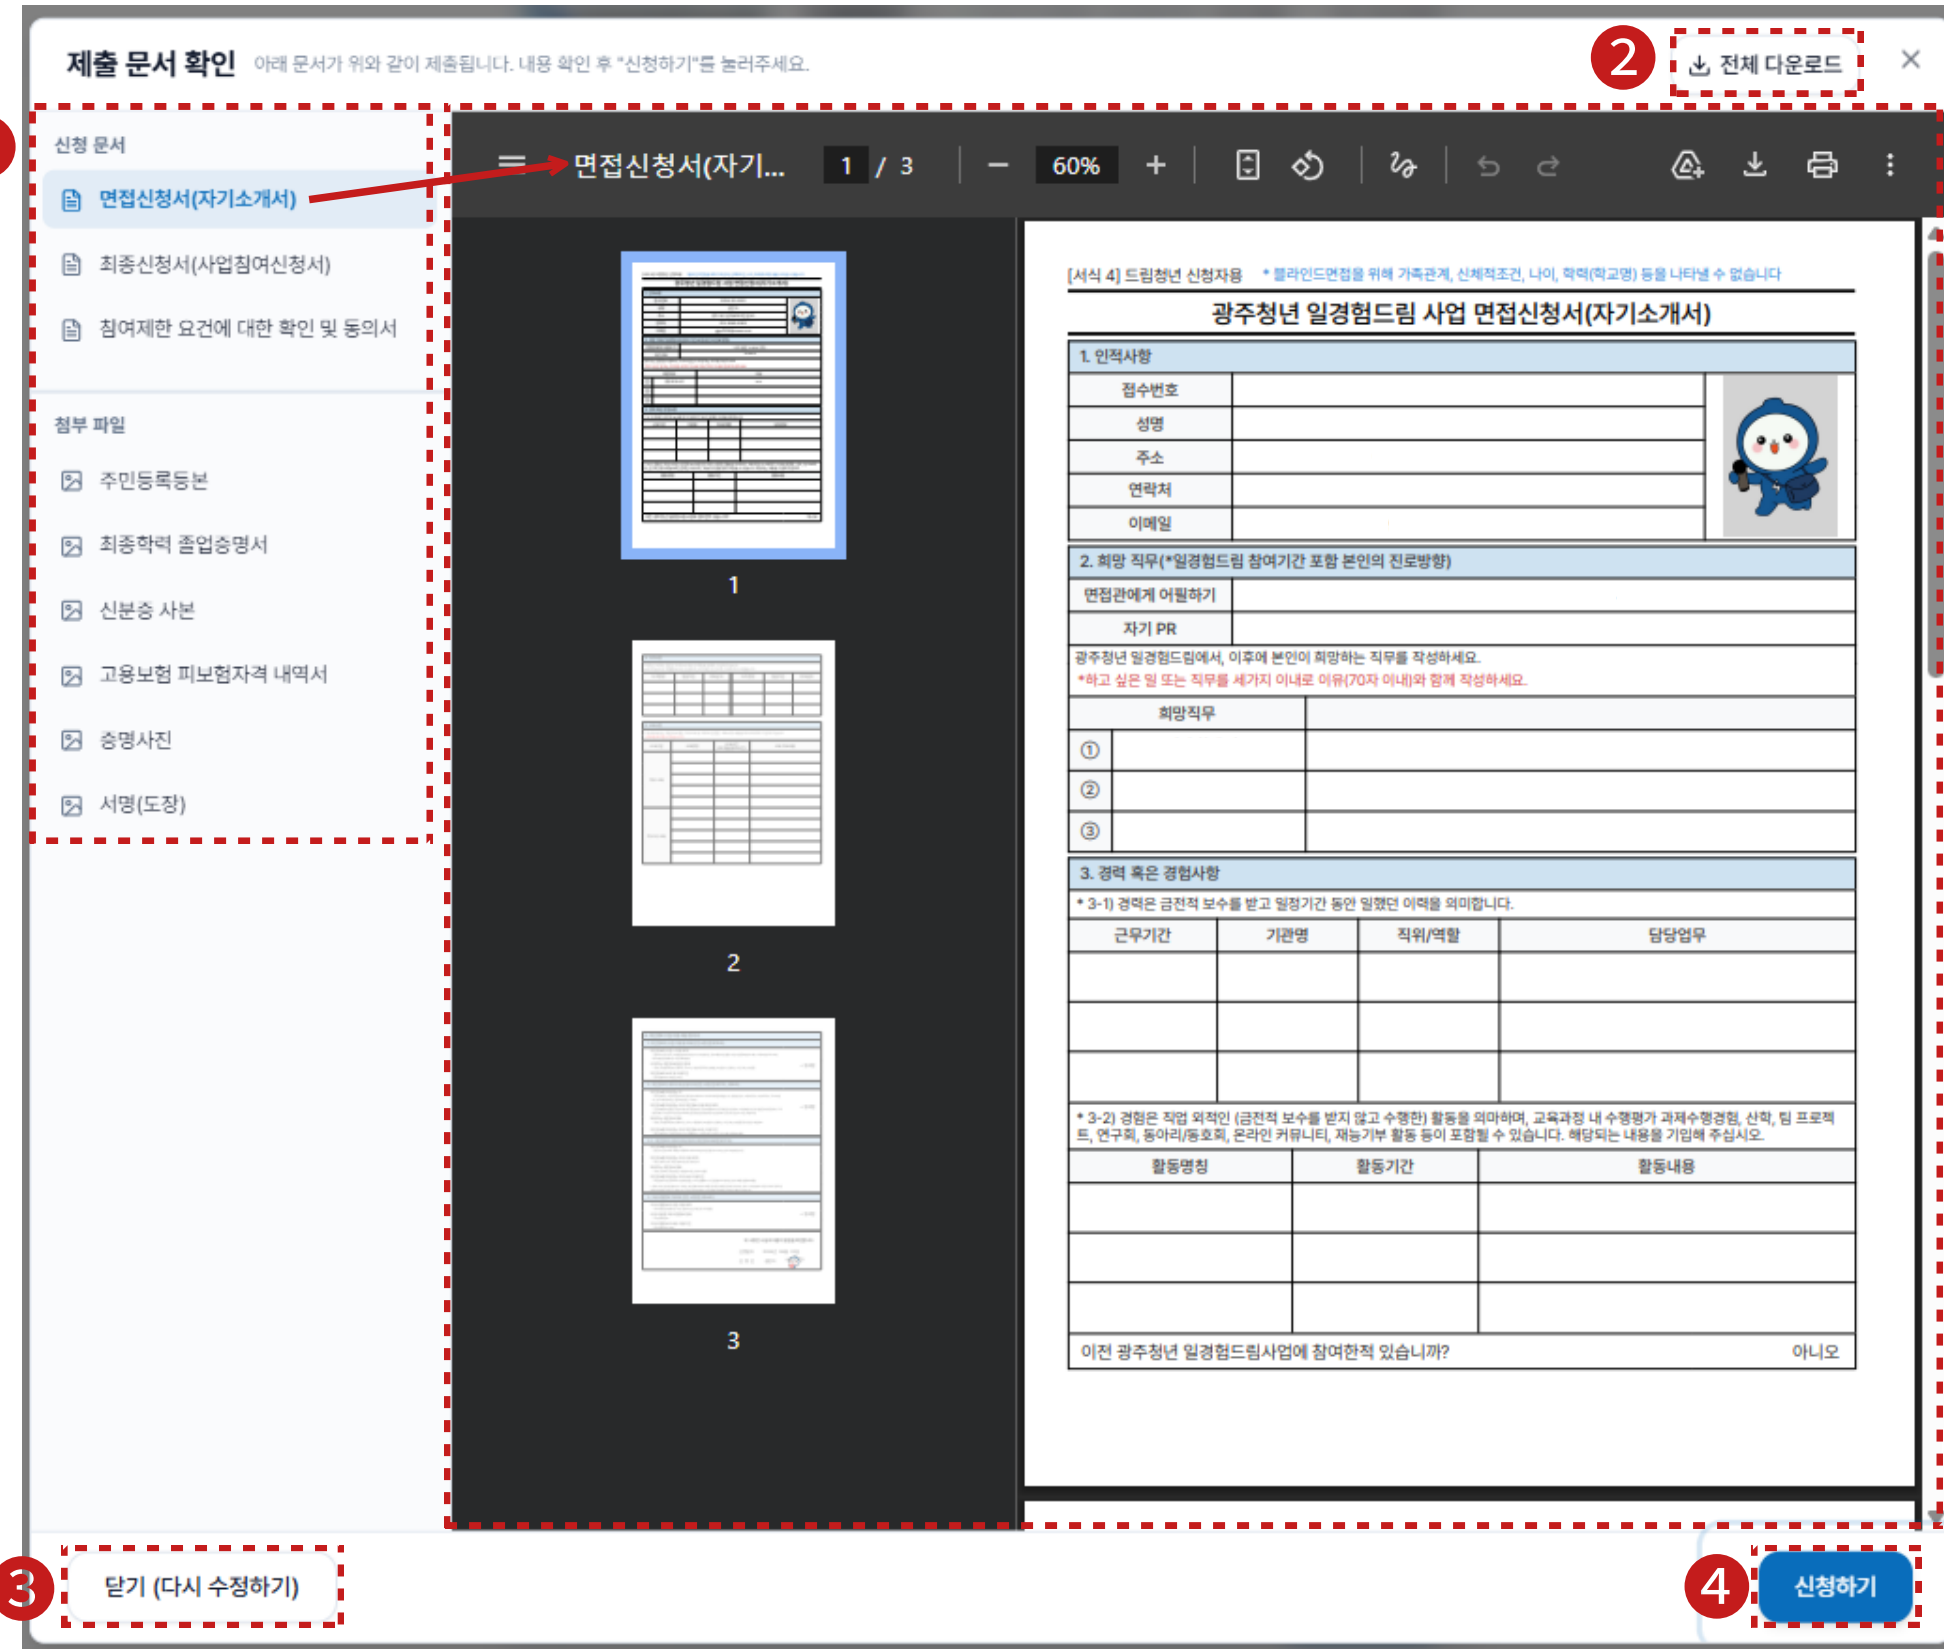 제출 문서 확인
아래 문서가 위와 같이 제출됩니다. 내용 확인 후 "신청하기"를 눌러주세요.
2
전체 다운로드
신청 문서
면접신청서(자기소개서)
최종신청서(사업참여신청서)
참여제한 요건에 대한 확인 및 동의서
첨부 파일
주민등록등본
최종학력 졸업증명서
신분증 사본
고용보험 피보험자격 내역서
증명사진
서명(도장)
면접신청서(자기...
1 / 3
60%
1
2
3
[서식 4] 드림청년 신청자용 * 블라인드면접을 위해 가족관계, 신체적조건, 나이, 학력(학교명) 등을 나타낼 수 없습니다
광주청년 일경험드림 사업 면접신청서(자기소개서)
1. 인적사항
접수번호
성명
주소
연락처
이메일
2. 희망 직무(*일경험드림 참여기간 포함 본인의 진로방향)
면접관에게 어필하기
자기 PR
광주청년 일경험드림에서, 이후에 본인이 희망하는 직무를 작성하세요.
*하고 싶은 일 또는 직무를 세가지 이내로 이유(70자 이내)와 함께 작성하세요.
희망직무
①
②
③
3. 경력 혹은 경험사항
* 3-1) 경력은 금전적 보수를 받고 일정기간 동안 일했던 이력을 의미합니다.
근무기간 기관명 직위/역할 담당업무
* 3-2) 경험은 직업 외적인 (금전적 보수를 받지 않고 수행한) 활동을 의마하며, 교육과정 내 수행평가 과제수행경험, 산학, 팀 프로젝
트, 연구회, 동아리/동호회, 온라인 커뮤니티, 재능기부 활동 등이 포함될 수 있습니다. 해당되는 내용을 기입해 주십시오.
활동명칭 활동기간 활동내용
이전 광주청년 일경험드림사업에 참여한적 있습니까? 아니오
3
닫기 (다시 수정하기)
4
신청하기